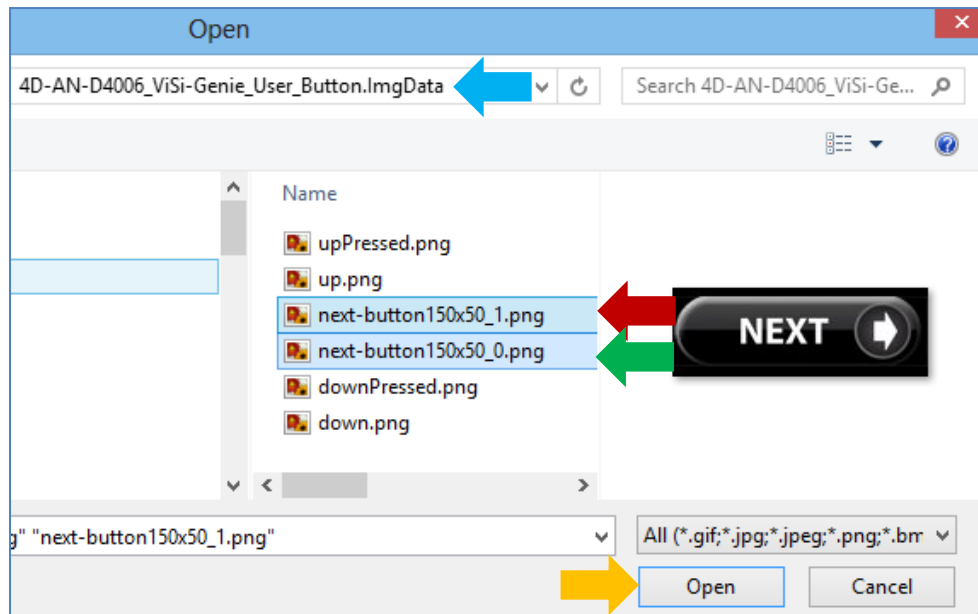 Open
4D-AN-D4006_ViSi-Genie_User_Button.ImgData
Search 4D-AN-D4006_ViSi-Ge...
Name
upPressed.png
up.png
next-button150x50_1.png
next-button150x50_0.png
downPressed.png
down.png
NEXT
g" "next-button150x50_1.png"
All (*.gif;*.jpg;*.jpeg;*.png;*.bm
Open
Cancel